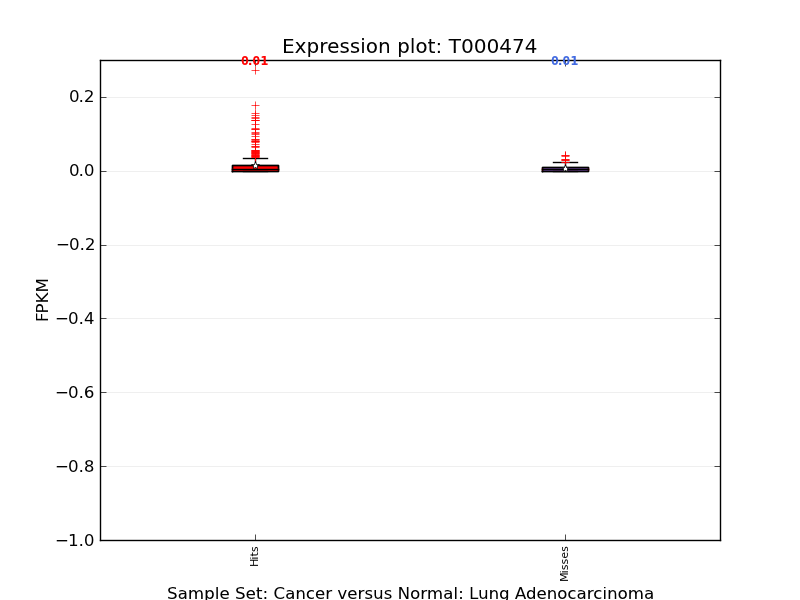 Expression plot: T000474
0.01
0.01
0.2
0.0
−0.2
−0.4
−0.6
−0.8
−1.0
FPKM
Hits
Misses
Sample Set: Cancer versus Normal: Lung Adenocarcinoma